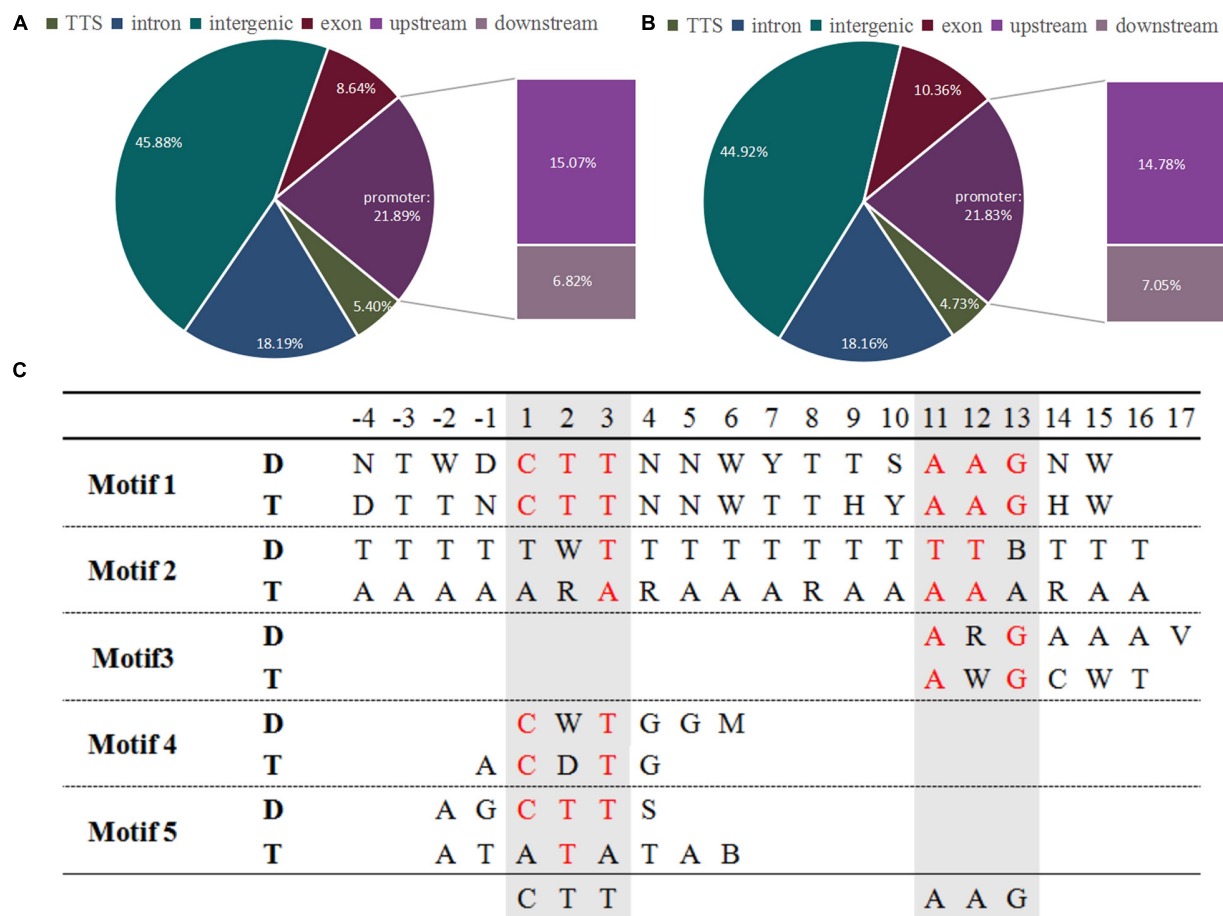 A TTS intron intergenic exon upstream downstream
8.64%
45.88%
promoter:
21.89%
5.40%
18.19%
15.07%
6.82%
B TTS intron intergenic exon upstream downstream
10.36%
44.92%
promoter:
21.83%
4.73%
18.16%
14.78%
7.05%
C
-4 -3 -2 -1 1 2 3 4 5 6 7 8 9 10 11 12 13 14 15 16 17
Motif 1
D N T W D C T T N N W Y T T S A A G N W
T D T T N C T T N N W T T H Y A A G H W
Motif 2
D T T T T T W T T T T T T T T T T B T T T
T A A A A A R A R A A A R A A A A A R A A
Motif3
D A R G A A A V
T A W G C W T
Motif 4
D C W T G G M
T A C D T G
Motif 5
D A G C T T S
T A T A T A T A B
C T T A A G